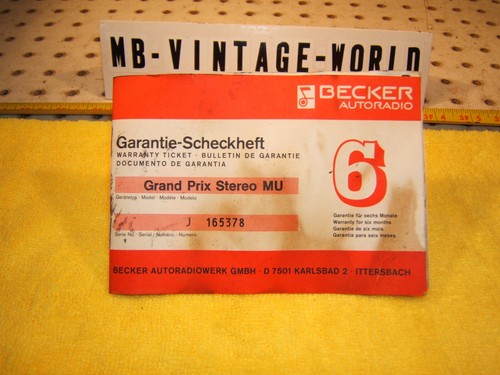 MB-VINTAGE-WORLD
BECKER
AUTORADIO
Garantie-Scheckheft
WARRANTY TICKET · BULLETIN DE GARANTIE
DOCUMENTO DE GARANTIA
6
Grand Prix Stereo MU
Gerätetyp · Model · Modèle · Modelo
J 165378
Serie No. · Serial · Numéro · Numero
Garantie für sechs Monate
Warranty for six months
Garantie de six mois
Garantia para seis meses
BECKER AUTORADIOWERK GMBH · D 7501 KARLSBAD 2 · ITTERSBACH